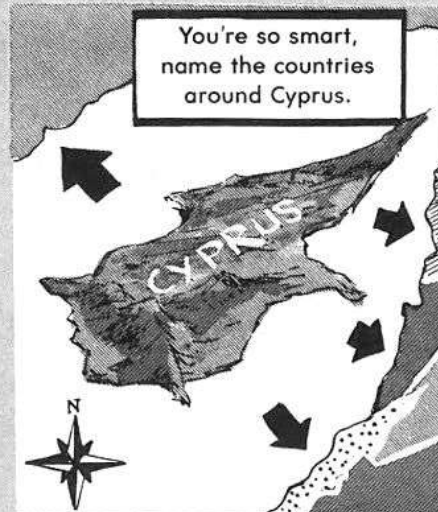 You're so smart,
name the countries
around Cyprus.
CYPRUS
N